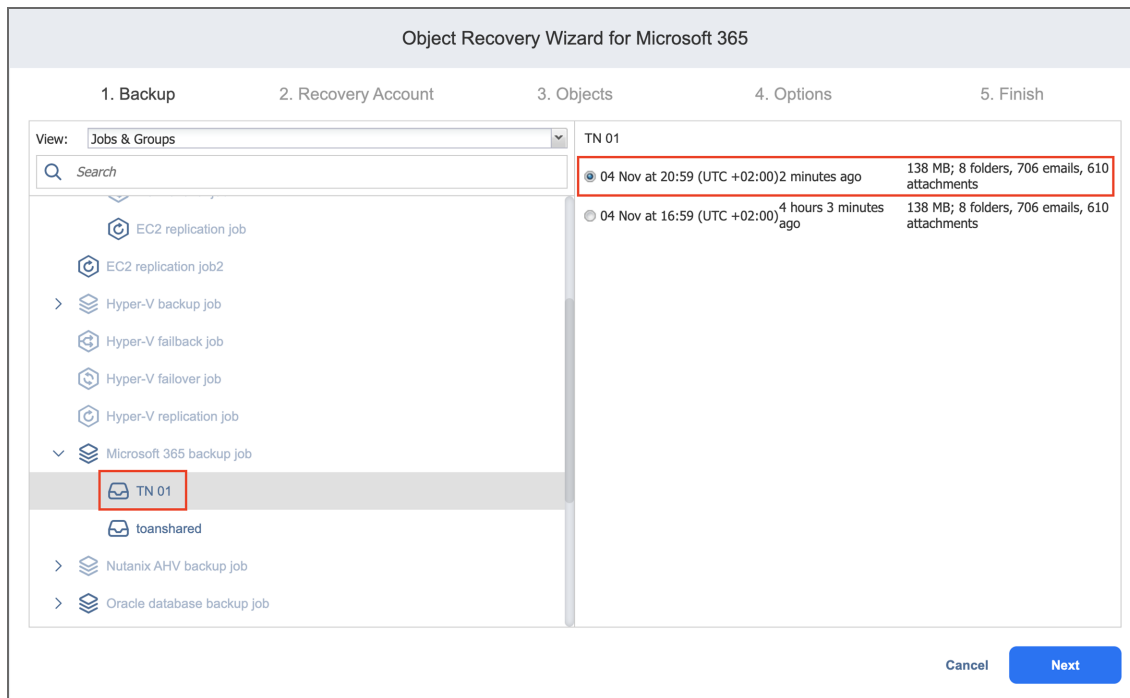 Object Recovery Wizard for Microsoft 365
1. Backup
2. Recovery Account
3. Objects
4. Options
5. Finish
View:
Jobs & Groups
Search
EC2 replication job
EC2 replication job2
Hyper-V backup job
Hyper-V failback job
Hyper-V failover job
Hyper-V replication job
Microsoft 365 backup job
TN 01
toanshared
Nutanix AHV backup job
Oracle database backup job
TN 01
04 Nov at 20:59 (UTC +02:00)
2 minutes ago
138 MB; 8 folders, 706 emails, 610
attachments
04 Nov at 16:59 (UTC +02:00)
4 hours 3 minutes
ago
138 MB; 8 folders, 706 emails, 610
attachments
Cancel
Next